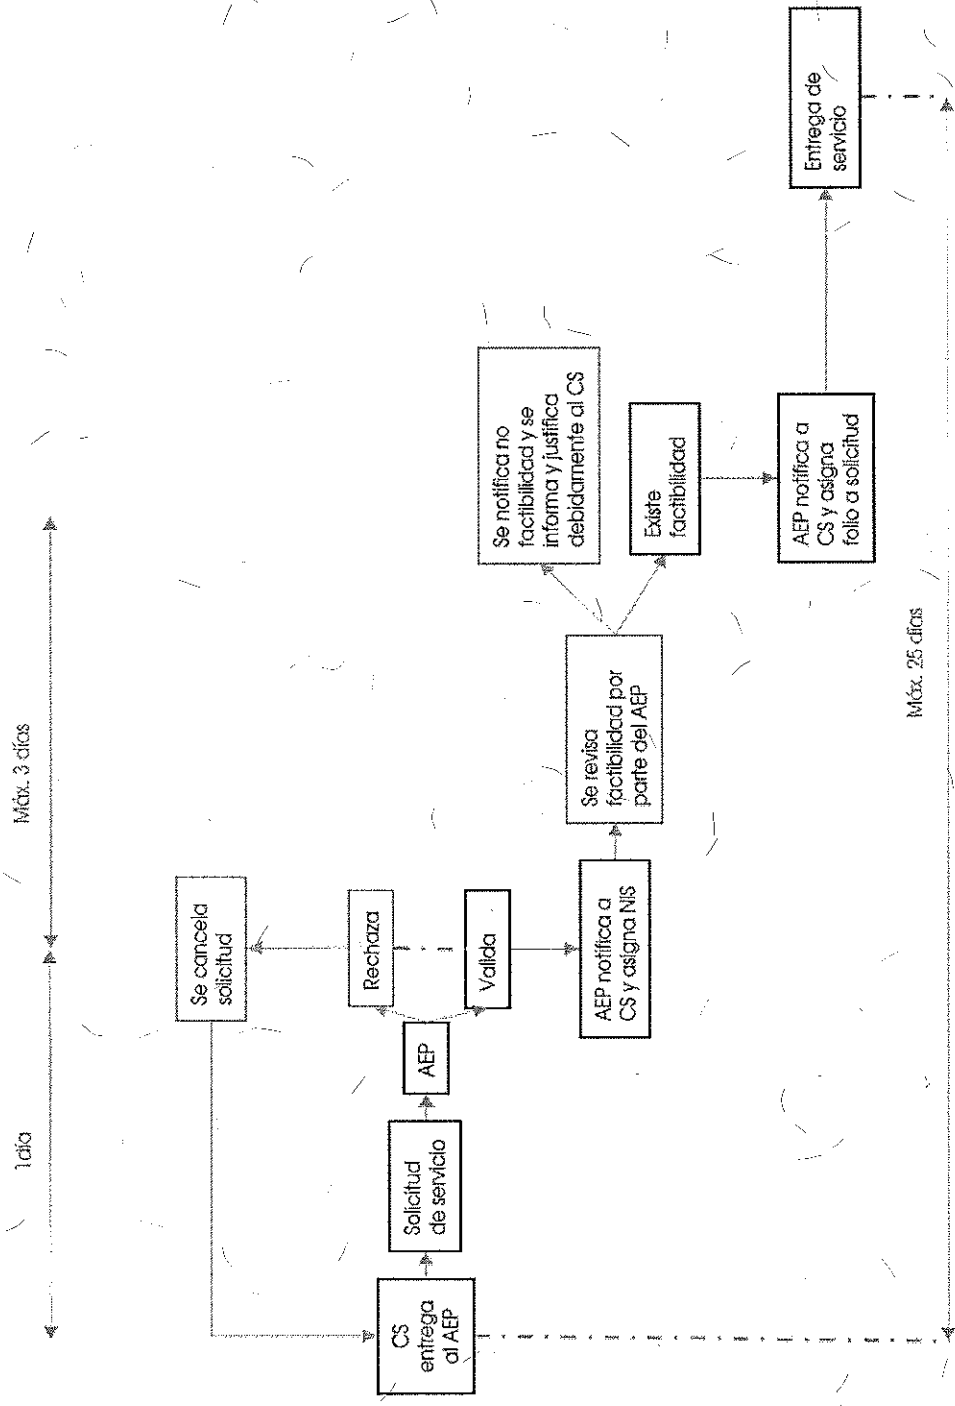 1día
Máx. 3 días
Se cancela
solicitud
Rechaza
CS
entrega
al AEP
Solicitud
de servicio
AEP
Valida
AEP notifica a
CS y asigna NIS
Se revisa
factibilidad por
parte del AEP
Se notifica no
factibilidad y se
informa y justifica
debidamente al CS
Existe
factibilidad
AEP notifica a
CS y asigna
folio a solicitud
Entrega de
servicio
Máx. 25 días